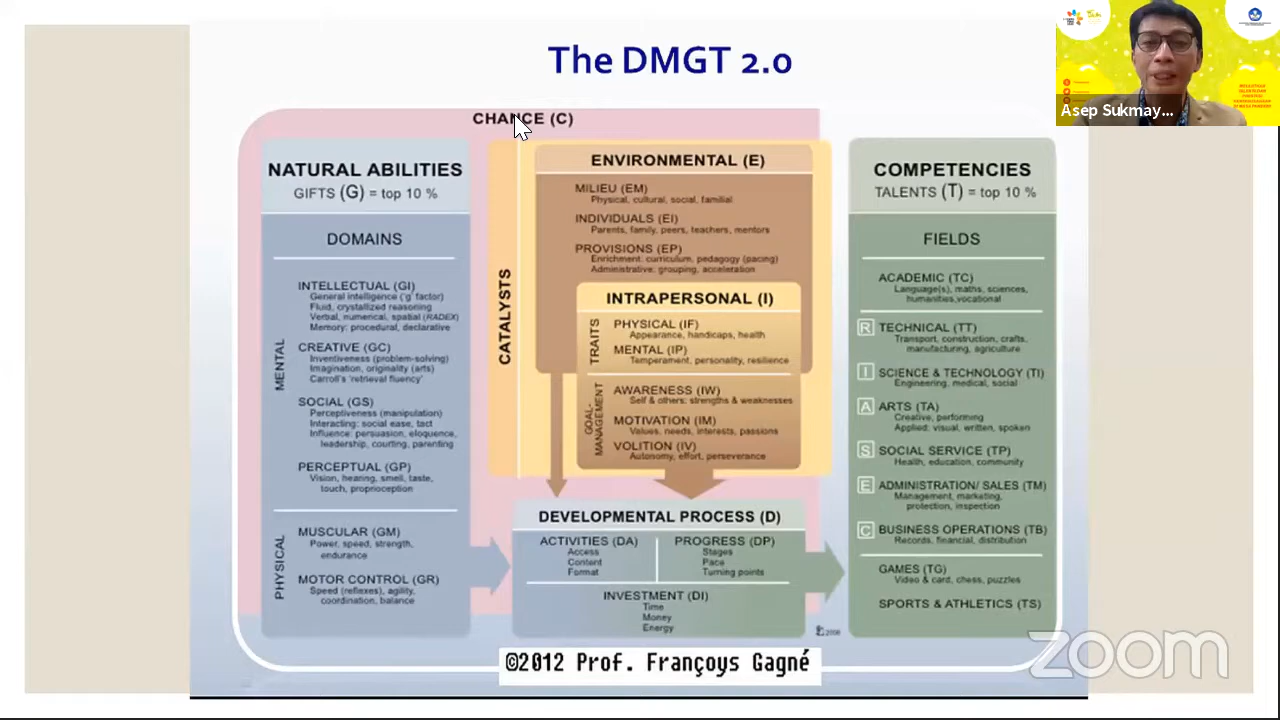 The DMGT 2.0
Asep Sukmay...
CHANCE (C)
NATURAL ABILITIES
GIFTS (G) = top 10 %
DOMAINS
MENTAL
INTELLECTUAL (GI)
General intelligence ('g' factor)
Fluid, crystallized reasoning
Verbal, numerical, spatial (RADEX)
Memory: procedural, declarative
CREATIVE (GC)
Inventiveness (problem-solving)
Imagination, originality (arts)
Carroll's 'retrieval fluency'
SOCIAL (GS)
Perceptiveness (manipulation)
Interacting: social ease, tact
Influence: persuasion, eloquence,
leadership, courting, parenting
PERCEPTUAL (GP)
Vision, hearing, smell, taste,
touch, proprioception
PHYSICAL
MUSCULAR (GM)
Power, speed, strength,
endurance
MOTOR CONTROL (GR)
Speed (reflexes), agility,
coordination, balance
CATALYSTS
ENVIRONMENTAL (E)
MILIEU (EM)
Physical, cultural, social, familial
INDIVIDUALS (EI)
Parents, family, peers, teachers, mentors
PROVISIONS (EP)
Enrichment: curriculum, pedagogy (pacing)
Administrative: grouping, acceleration
INTRAPERSONAL (I)
TRAITS
PHYSICAL (IF)
Appearance, handicaps, health
MENTAL (IP)
Temperament, personality, resilience
GOAL-
MANAGEMENT
AWARENESS (IW)
Self & others: strengths & weaknesses
MOTIVATION (IM)
Values, needs, interests, passions
VOLITION (IV)
Autonomy, effort, perseverance
DEVELOPMENTAL PROCESS (D)
ACTIVITIES (DA)
Access
Content
Format
PROGRESS (DP)
Stages
Pace
Turning points
INVESTMENT (DI)
Time
Money
Energy
COMPETENCIES
TALENTS (T) = top 10 %
FIELDS
ACADEMIC (TC)
Language(s), maths, sciences,
humanities,vocational
R TECHNICAL (TT)
Transport, construction, crafts,
manufacturing, agriculture
I SCIENCE & TECHNOLOGY (TI)
Engineering, medical, social
A ARTS (TA)
Creative, performing
Applied: visual, written, spoken
S SOCIAL SERVICE (TP)
Health, education, community
E ADMINISTRATION/ SALES (TM)
Management, marketing,
protection, inspection
C BUSINESS OPERATIONS (TB)
Records, financial, distribution
GAMES (TG)
Video & card, chess, puzzles
SPORTS & ATHLETICS (TS)
©2012 Prof. Françoys Gagné
zoom